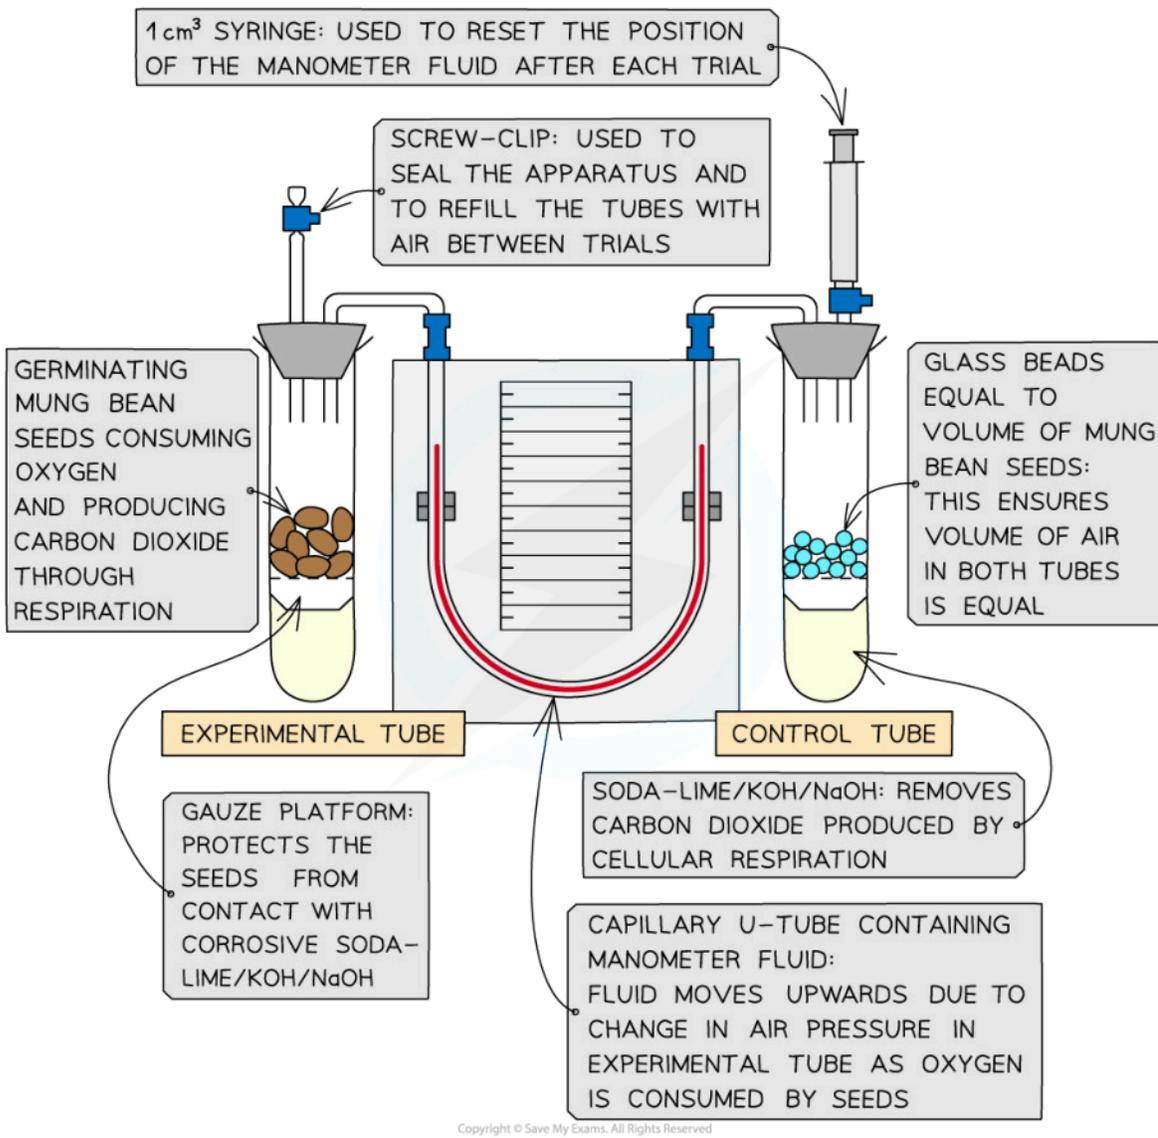 1 cm³ SYRINGE: USED TO RESET THE POSITION
OF THE MANOMETER FLUID AFTER EACH TRIAL
SCREW-CLIP: USED TO
SEAL THE APPARATUS AND
TO REFILL THE TUBES WITH
AIR BETWEEN TRIALS
GERMINATING
MUNG BEAN
SEEDS CONSUMING
OXYGEN
AND PRODUCING
CARBON DIOXIDE
THROUGH
RESPIRATION
GLASS BEADS
EQUAL TO
VOLUME OF MUNG
BEAN SEEDS:
THIS ENSURES
VOLUME OF AIR
IN BOTH TUBES
IS EQUAL
EXPERIMENTAL TUBE
CONTROL TUBE
GAUZE PLATFORM:
PROTECTS THE
SEEDS FROM
CONTACT WITH
CORROSIVE SODA-
LIME/KOH/NaOH
SODA-LIME/KOH/NaOH: REMOVES
CARBON DIOXIDE PRODUCED BY
CELLULAR RESPIRATION
CAPILLARY U-TUBE CONTAINING
MANOMETER FLUID:
FLUID MOVES UPWARDS DUE TO
CHANGE IN AIR PRESSURE IN
EXPERIMENTAL TUBE AS OXYGEN
IS CONSUMED BY SEEDS
Copyright © Save My Exams. All Rights Reserved